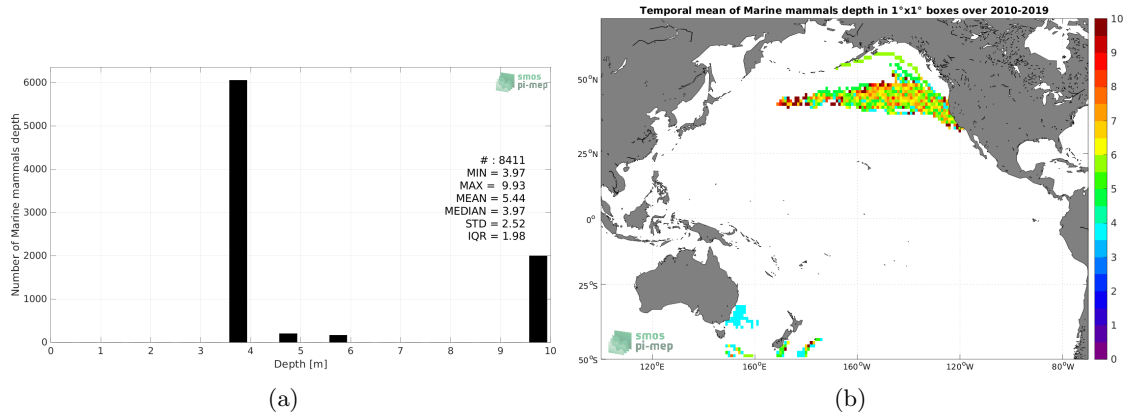 Number of Marine mammals depth
6000
5000
4000
3000
2000
1000
0
0 1 2 3 4 5 6 7 8 9 10
Depth [m]
smos
pi-mep
# : 8411
MIN = 3.97
MAX = 9.93
MEAN = 5.44
MEDIAN = 3.97
STD = 2.52
IQR = 1.98
(a)
Temporal mean of Marine mammals depth in 1°x1° boxes over 2010-2019
50°N
25°N
0°
25°S
50°S
120°E 160°E 160°W 120°W 80°W
smos
pi-mep
10
9
8
7
6
5
4
3
2
1
0
(b)